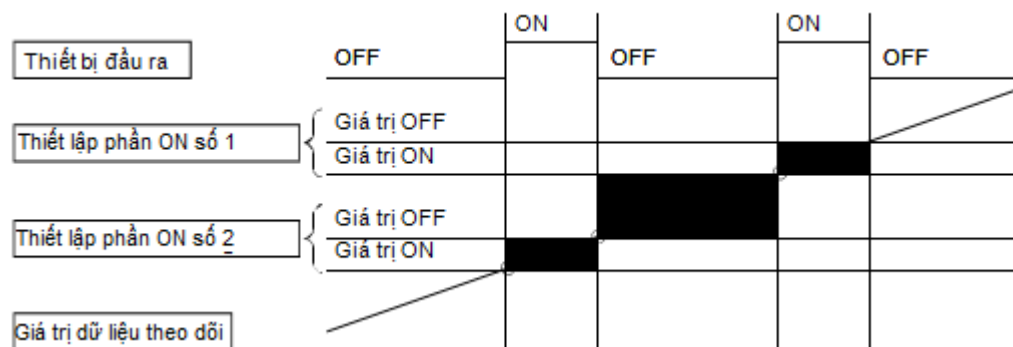 ON ON
Thiết bị đầu ra OFF OFF OFF
Thiết lập phần ON số 1 Giá trị OFF
Giá trị ON
Thiết lập phần ON số 2 Giá trị OFF
Giá trị ON
Giá trị dữ liệu theo dõi